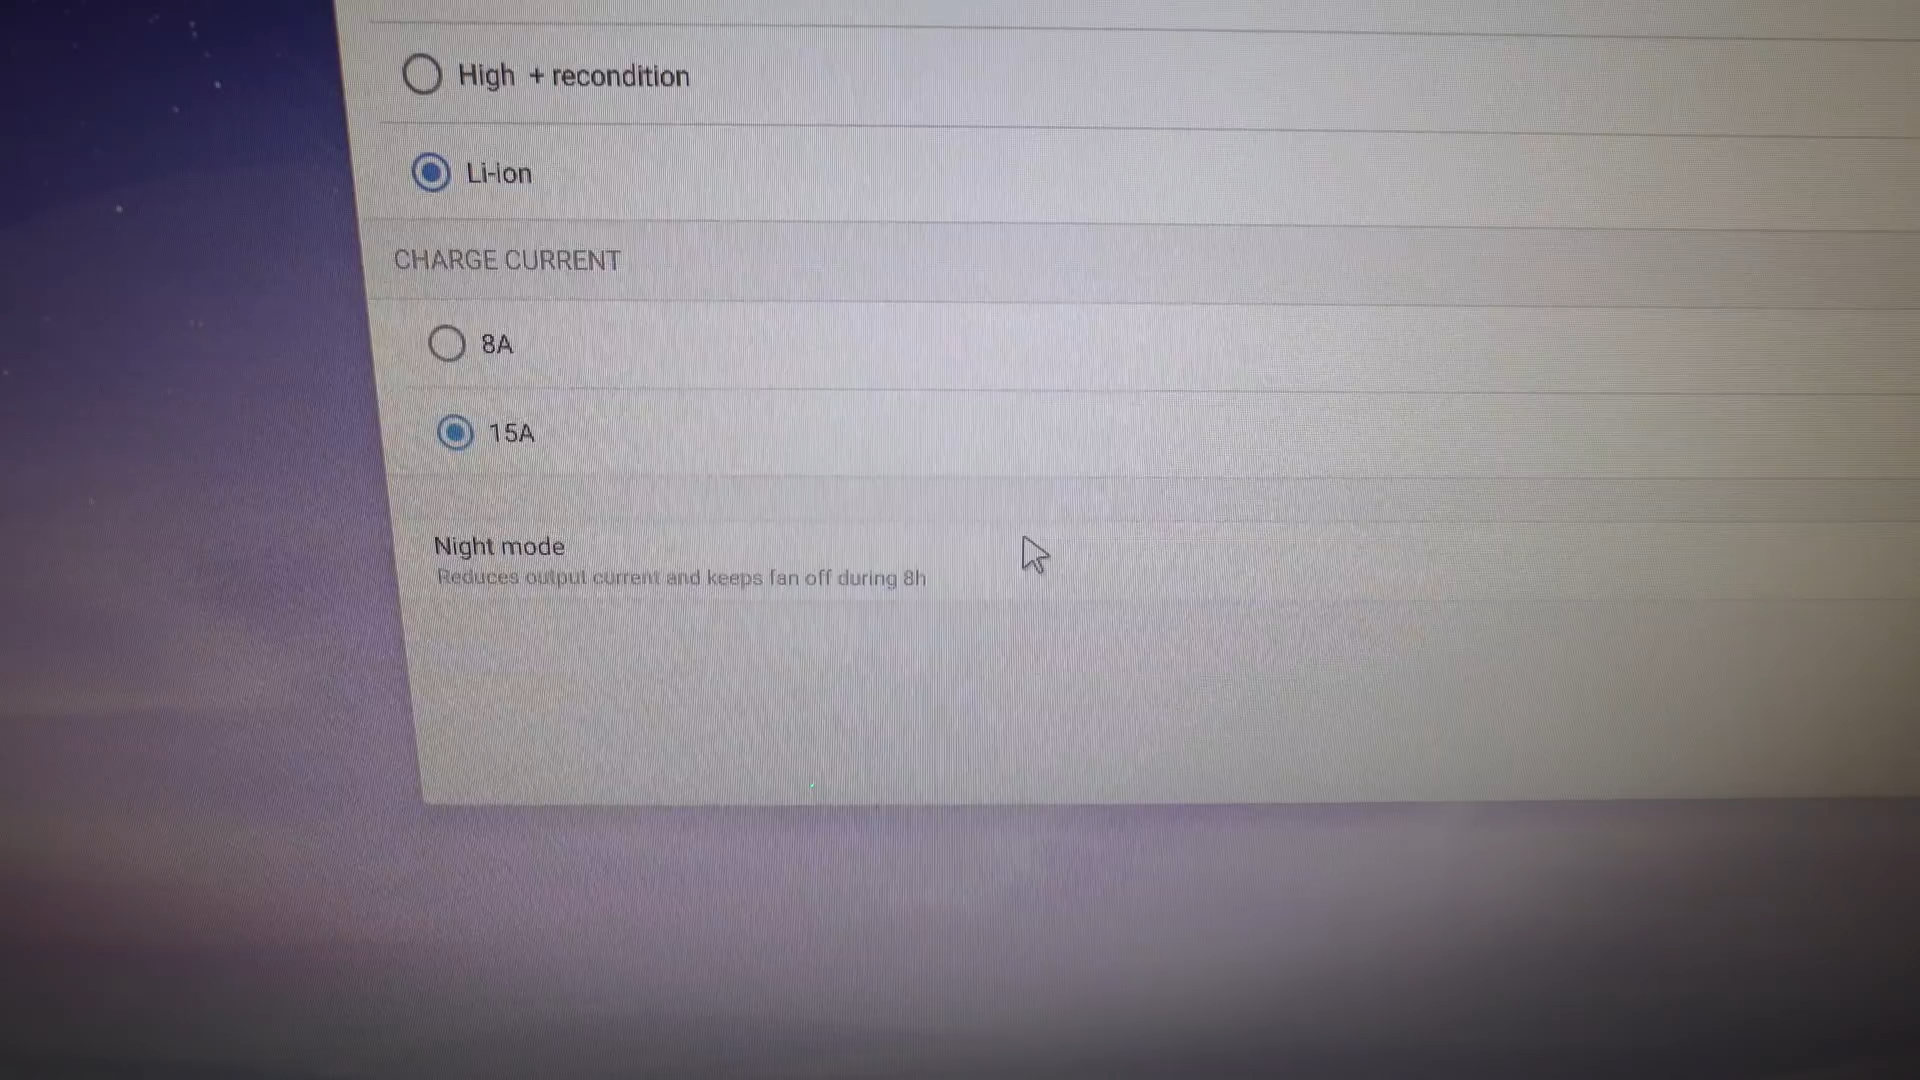 High + recondition
Li-ion
CHARGE CURRENT
8A
15A
Night mode
Reduces output current and keeps fan off during 8h